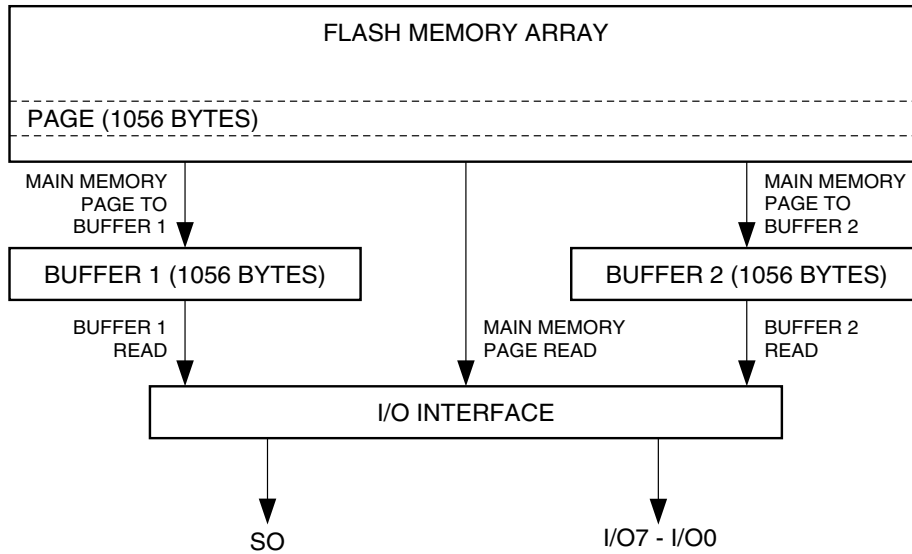 FLASH MEMORY ARRAY
PAGE (1056 BYTES)
MAIN MEMORY
PAGE TO
BUFFER 1
MAIN MEMORY
PAGE TO
BUFFER 2
BUFFER 1 (1056 BYTES)
BUFFER 2 (1056 BYTES)
BUFFER 1
READ
MAIN MEMORY
PAGE READ
BUFFER 2
READ
I/O INTERFACE
SO
I/O7 - I/O0